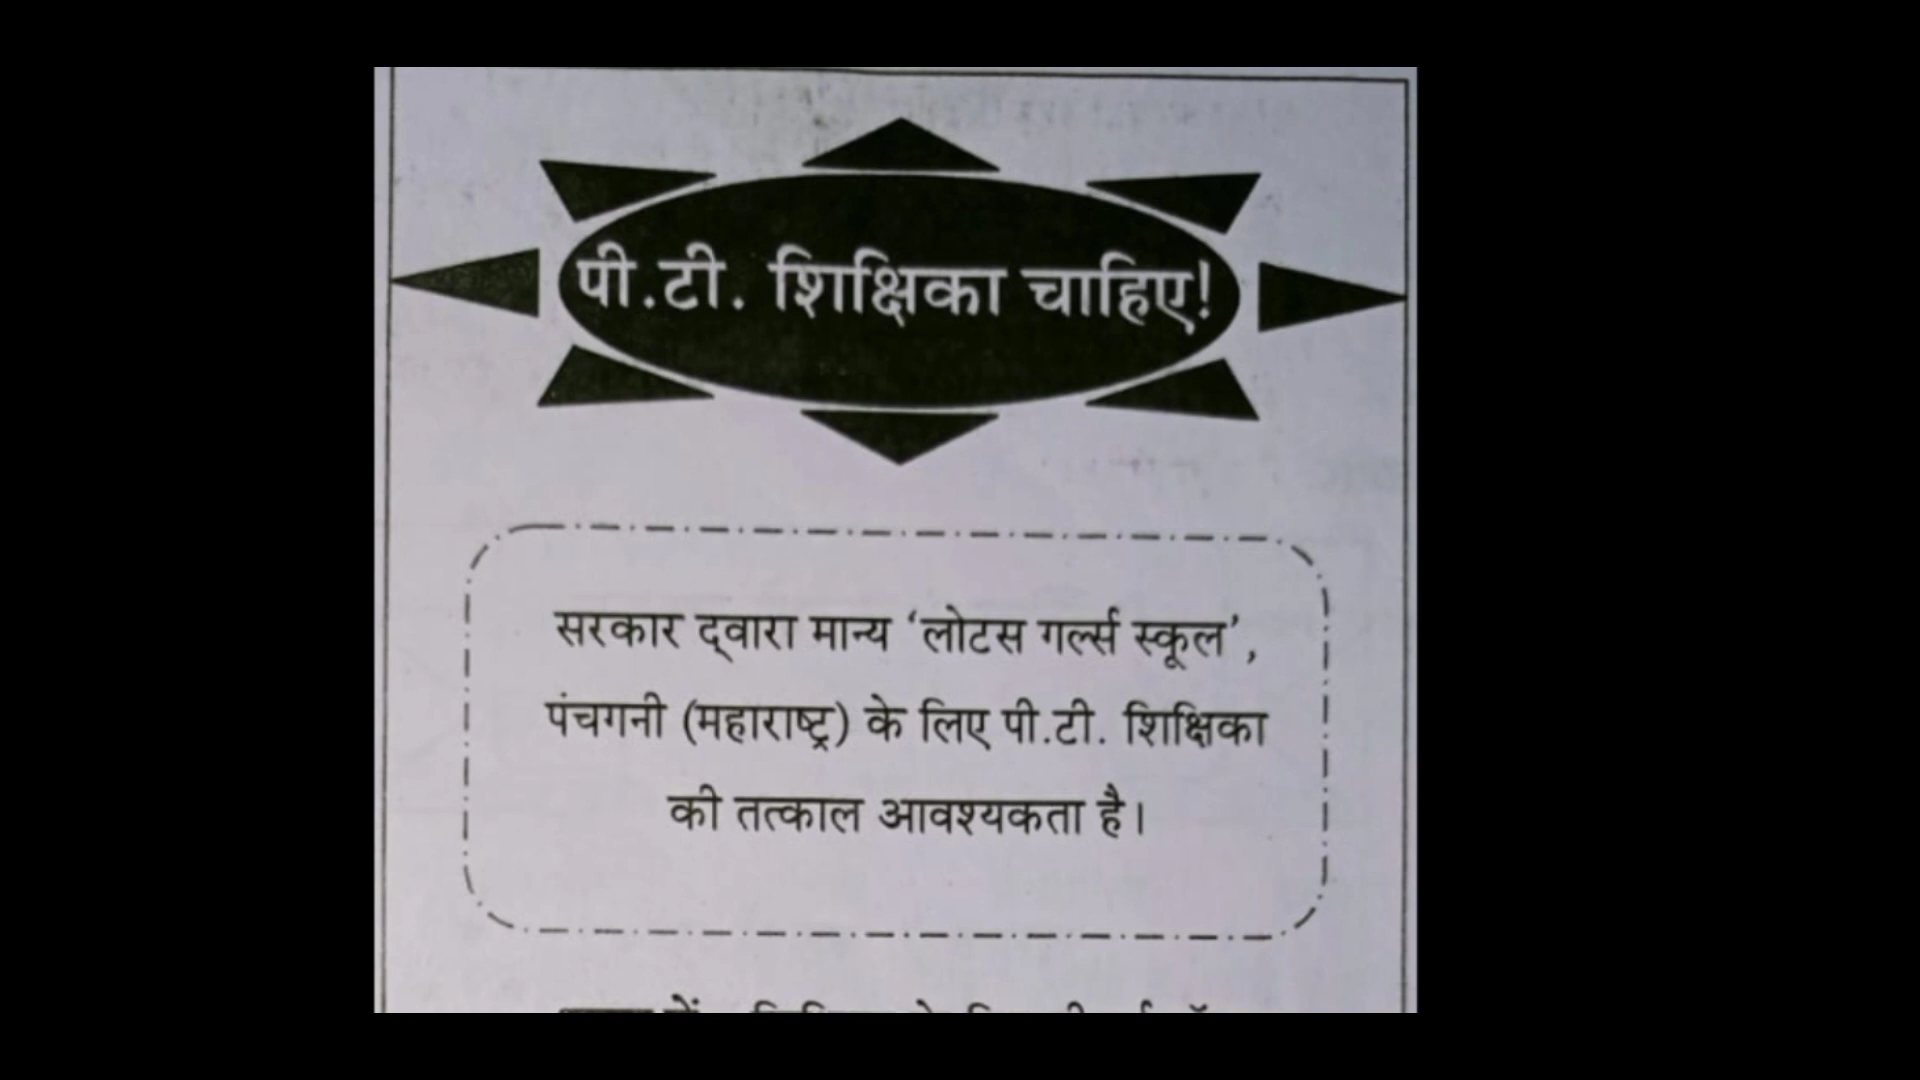 पी.टी. शिक्षिका चाहिए!
सरकार द्‌वारा मान्य ‘लोटस गर्ल्स स्कूल’,
पंचगनी (महाराष्ट्र) के लिए पी.टी. शिक्षिका
की तत्काल आवश्यकता है।